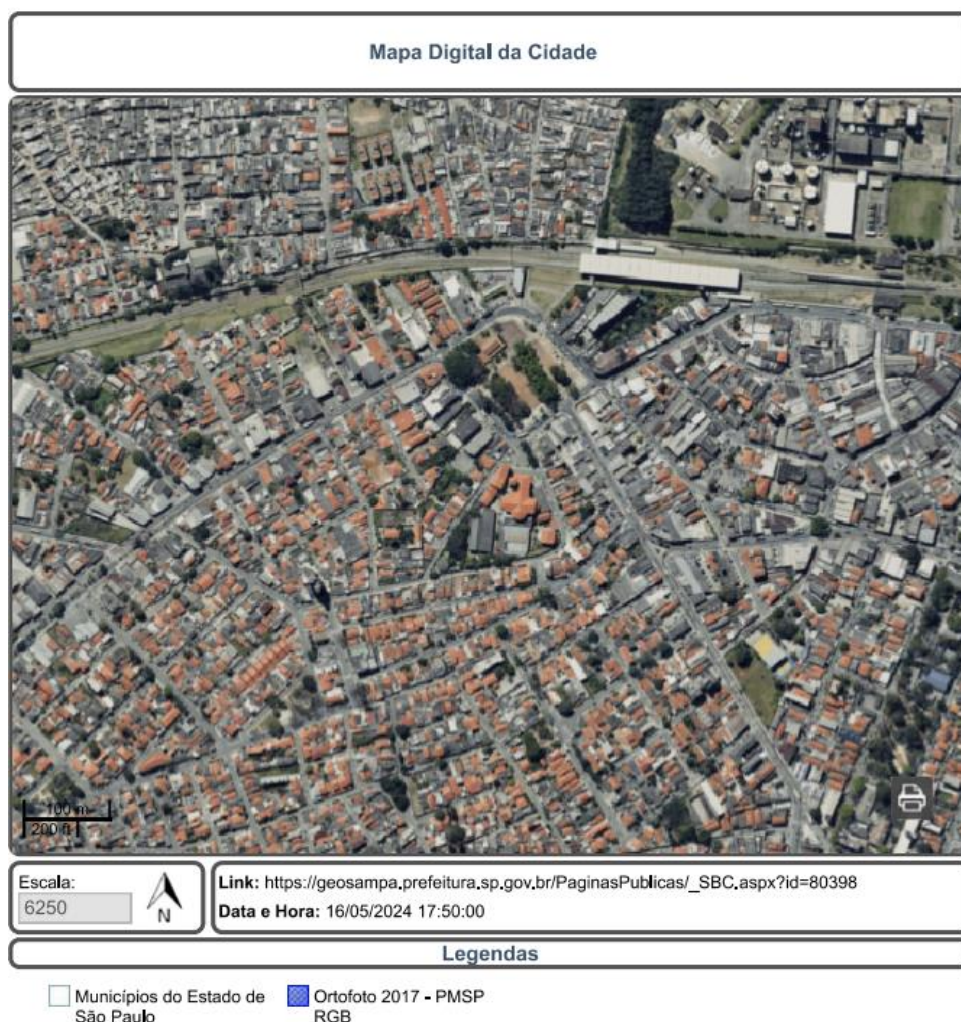 Mapa Digital da Cidade
100 m
200 ft
Escala:
6250
N
Link: https://geosampa.prefeitura.sp.gov.br/PaginasPublicas/_SBC.aspx?id=80398
Data e Hora: 16/05/2024 17:50:00
Legendas
Municípios do Estado de
São Paulo
Ortofoto 2017 - PMSP
RGB